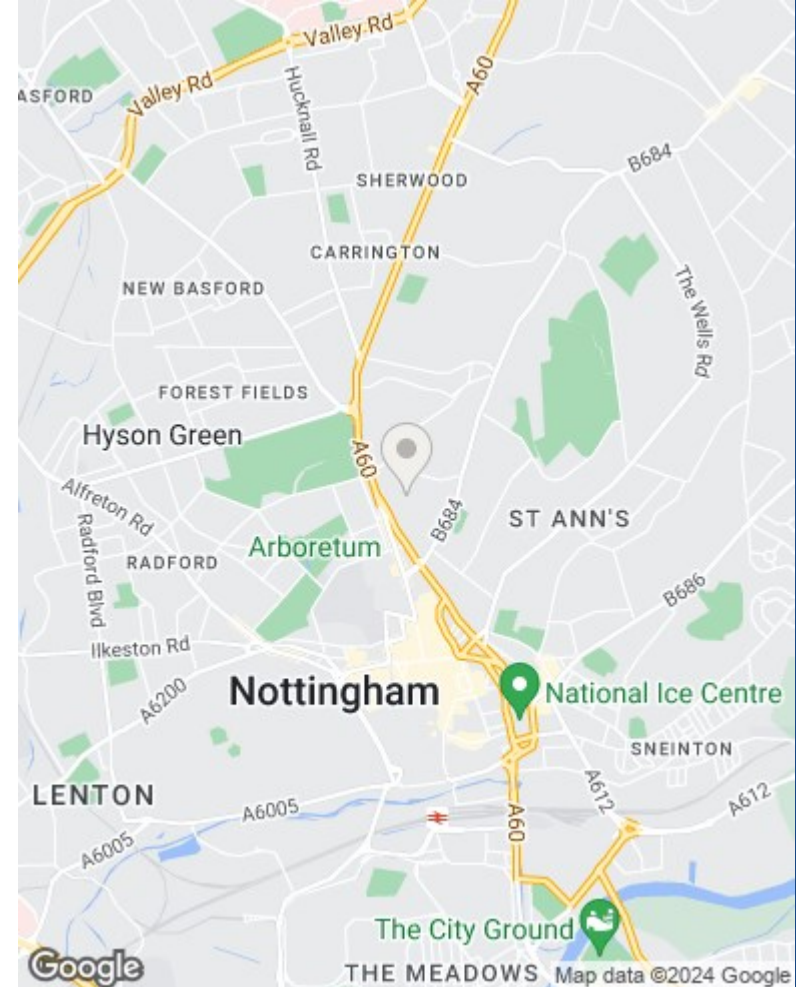 Valley Rd
A60
ASFORD
Valley Rd
Hucknall Rd
B684
SHERWOOD
CARRINGTON
The Wells Rd
NEW BASFORD
FOREST FIELDS
Hyson Green
A60
Alfreton Rd
B684
ST ANN'S
Arboretum
RADFORD
Radford Blvd
B686
Ilkeston Rd
A6200
Nottingham
National Ice Centre
SNEINTON
LENTON
A6005
A60
A612
A612
A6005
The City Ground
Google
THE MEADOWS
Map data ©2024 Google